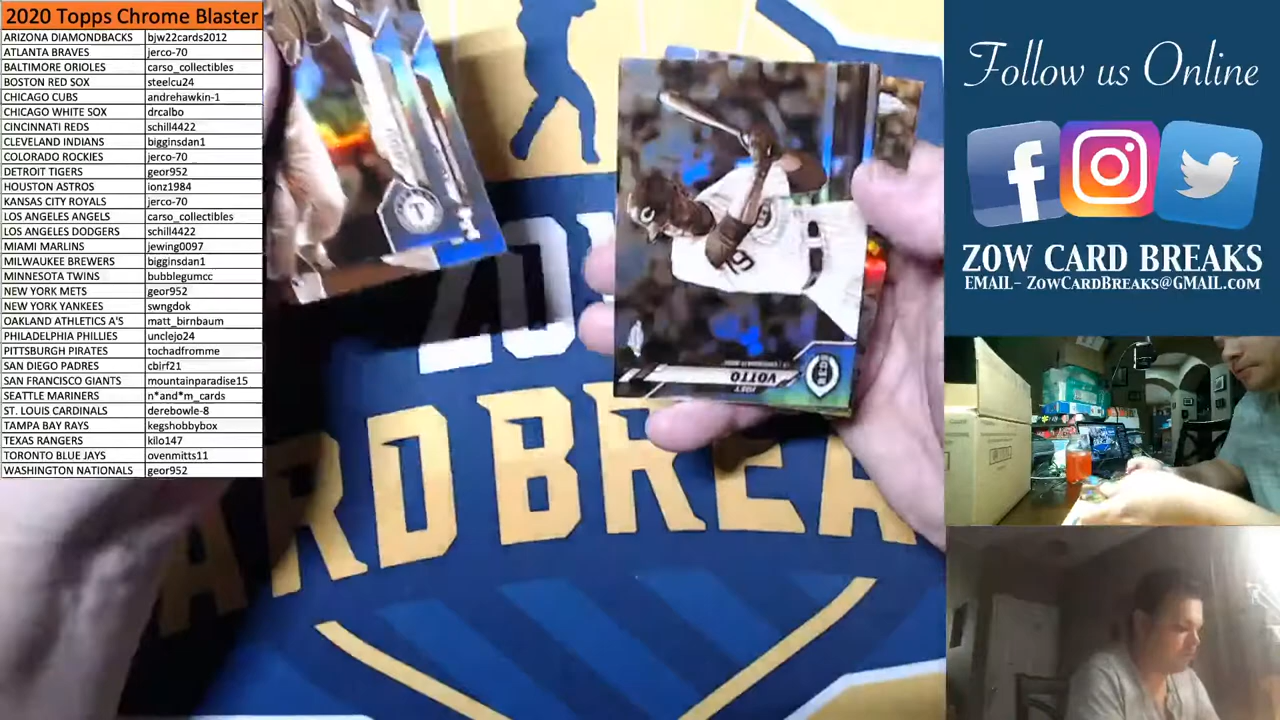 2020 Topps Chrome Blaster
ARIZONA DIAMONDBACKS bjw22cards2012
ATLANTA BRAVES jerco-70
BALTIMORE ORIOLES carso_collectibles
BOSTON RED SOX steelcu24
CHICAGO CUBS andrehawkin-1
CHICAGO WHITE SOX drcalbo
CINCINNATI REDS schill4422
CLEVELAND INDIANS bigginsdan1
COLORADO ROCKIES jerco-70
DETROIT TIGERS geor952
HOUSTON ASTROS ionz1984
KANSAS CITY ROYALS jerco-70
LOS ANGELES ANGELS carso_collectibles
LOS ANGELES DODGERS schill4422
MIAMI MARLINS jewing0097
MILWAUKEE BREWERS bigginsdan1
MINNESOTA TWINS bubblegumcc
NEW YORK METS geor952
NEW YORK YANKEES swngdok
OAKLAND ATHLETICS A'S matt_birnbaum
PHILADELPHIA PHILLIES unclejo24
PITTSBURGH PIRATES tochadfromme
SAN DIEGO PADRES cbirf21
SAN FRANCISCO GIANTS mountainparadise15
SEATTLE MARINERS n*and*m_cards
ST. LOUIS CARDINALS derebowle-8
TAMPA BAY RAYS kegshobbybox
TEXAS RANGERS kilo147
TORONTO BLUE JAYS ovenmitts11
WASHINGTON NATIONALS geor952
T
C
19
JOEY
VOTTO
REDS
ZOW
CARD BREA
Follow us Online
f
ZOW CARD BREAKS
EMAIL- ZOWCARDBREAKS@GMAIL.COM